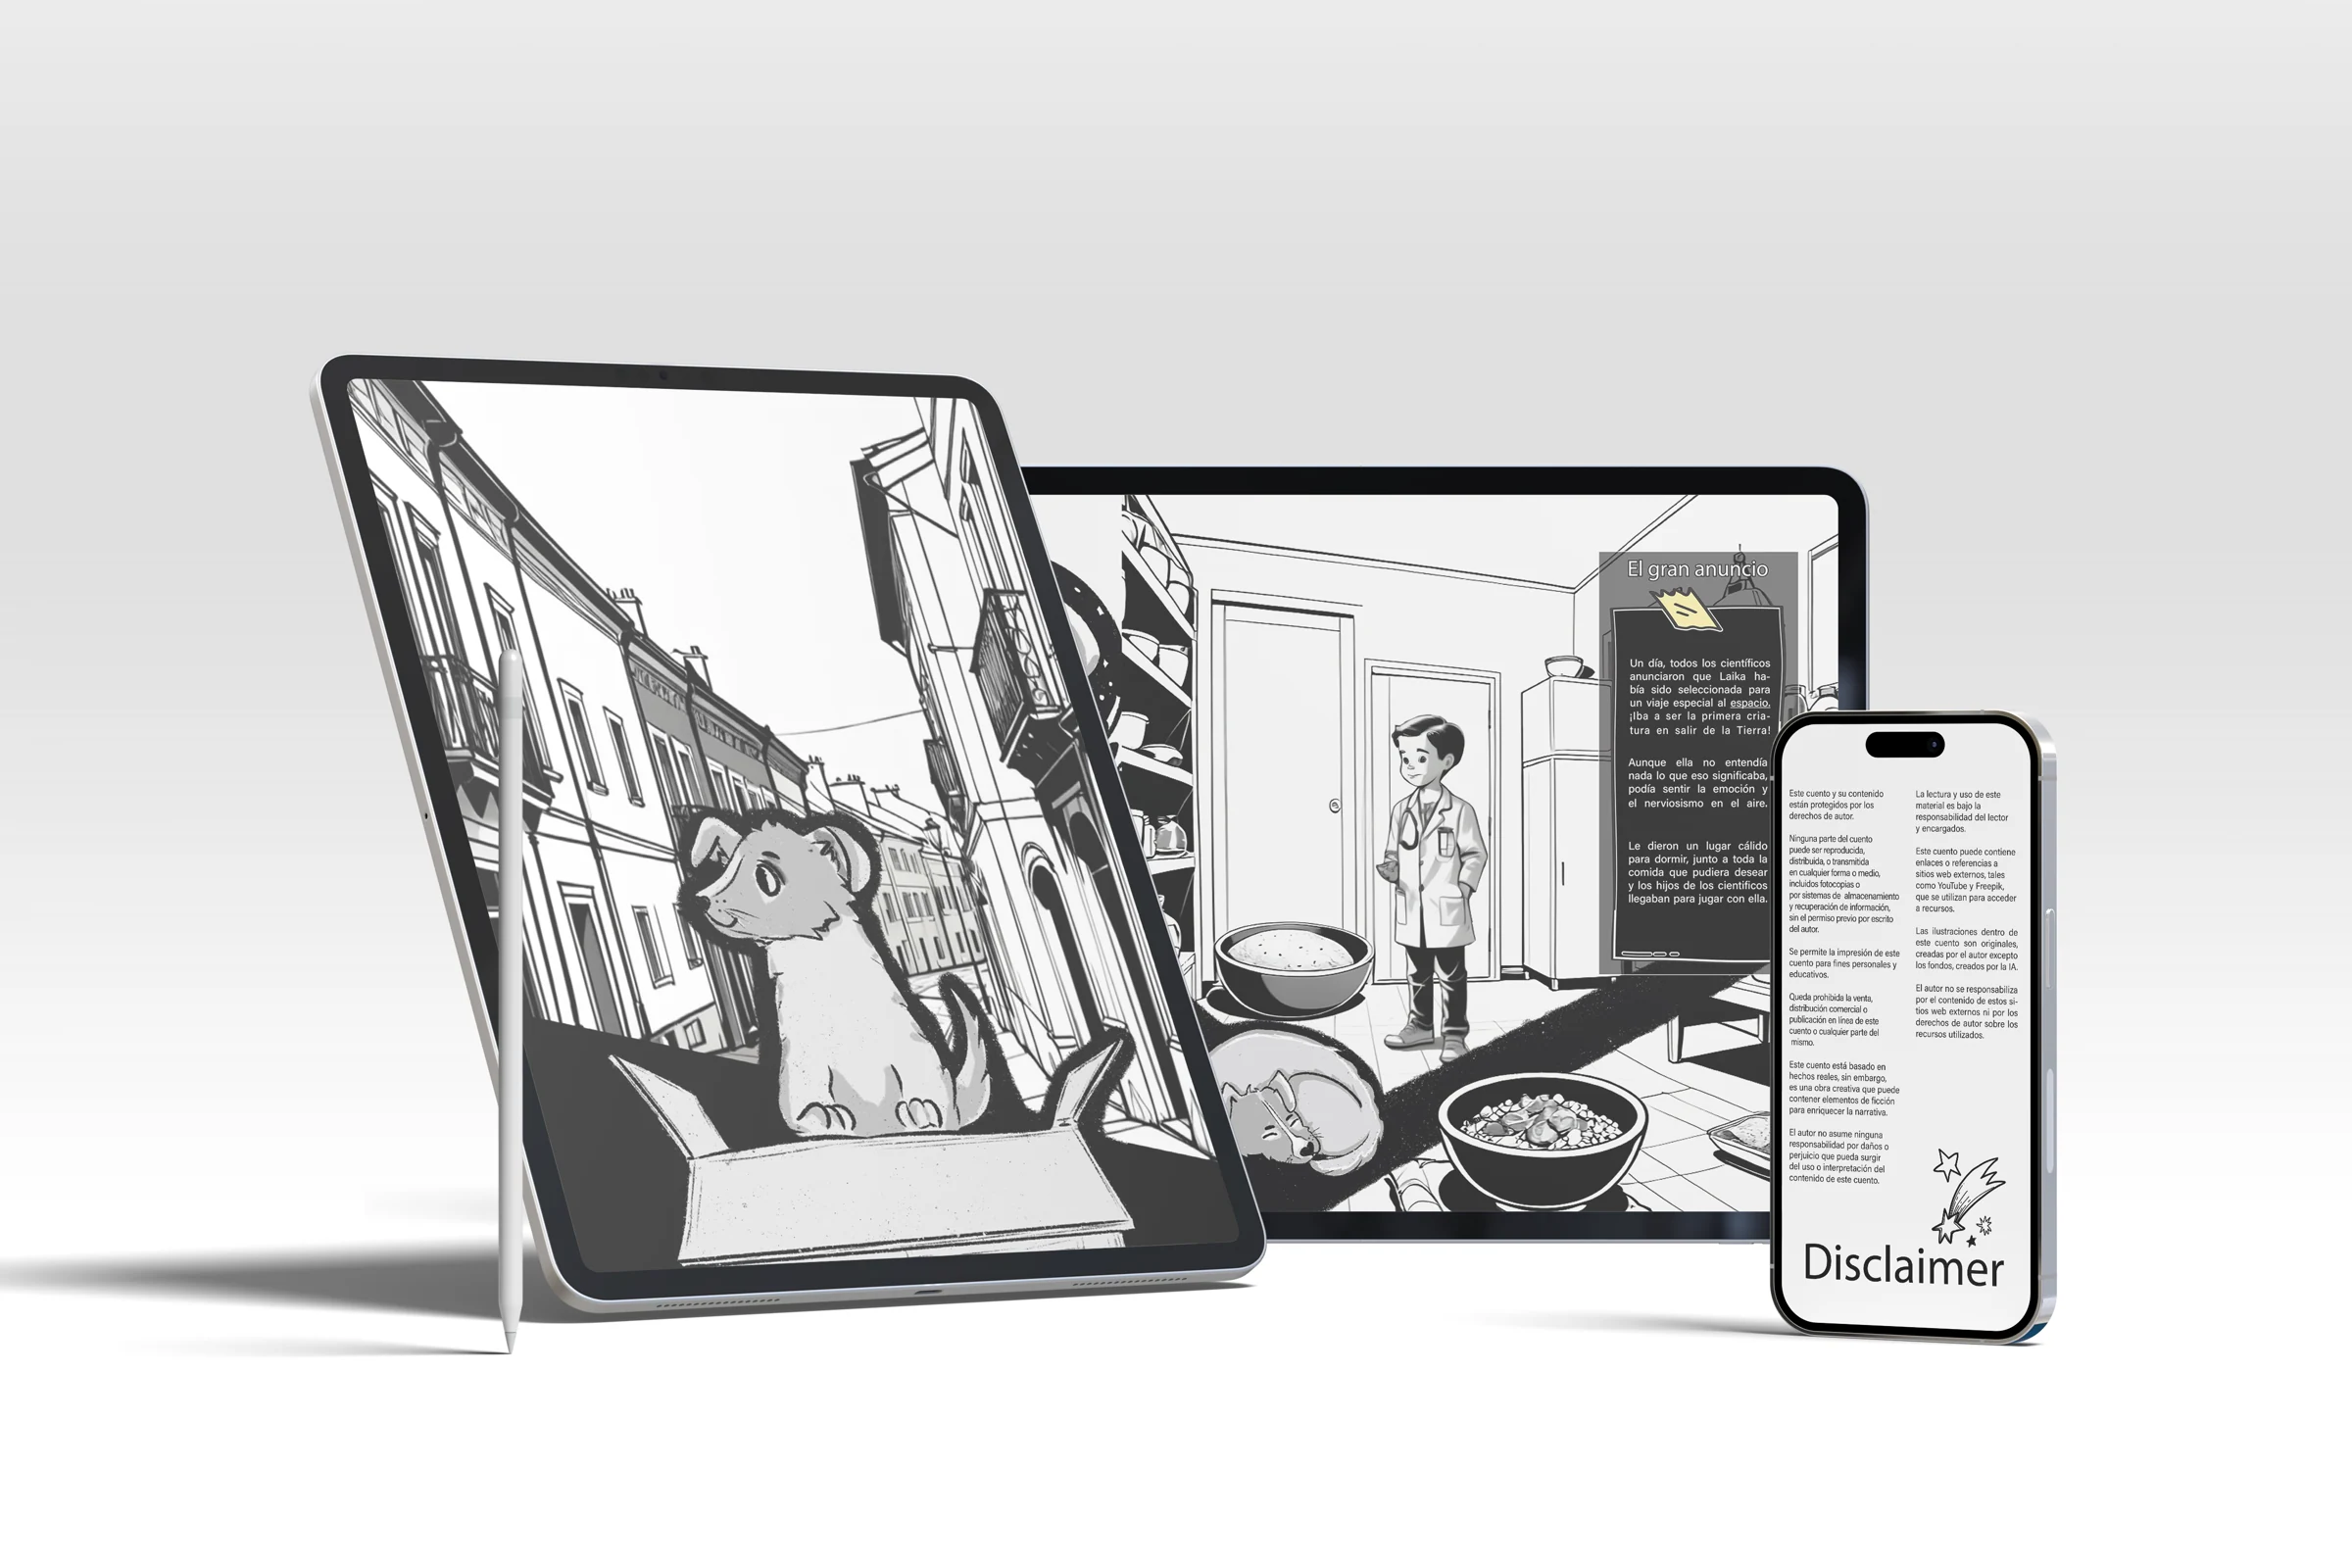 El gran anuncio
Un día, todos los científicos
anunciaron que Laika ha-
bía sido seleccionada para
un viaje especial al espacio.
¡Iba a ser la primera cria-
tura en salir de la Tierra!
Aunque ella no entendía
nada lo que eso significaba,
podía sentir la emoción y
el nerviosismo en el aire.
Le dieron un lugar cálido
para dormir, junto a toda la
comida que pudiera desear
y los hijos de los cientificos
llegaban para jugar con ella.
Este cuento y su contenido
están protegidos por los
derechos de autor.
Ninguna parte del cuento
puede ser reproducida,
distribuida, o transmitida
en cualquier forma o medio,
incluidos fotocopias o
por sistemas de almacenamiento
y recuperación de información,
sin el permiso previo por escrito
del autor.
Se permite la impresión de este
cuento para fines personales y
educativos.
Queda prohibida la venta,
distribución comercial o
publicación en línea de este
cuento o cualquier parte del
mismo.
Este cuento está basado en
hechos reales, sin embargo,
es una obra creativa que puede
contener elementos de ficción
para enriquecer la narrativa.
El autor no asume ninguna
responsabilidad por daños o
perjuicio que pueda surgir
del uso o interpretación del
contenido de este cuento.
La lectura y uso de este
material es bajo la
responsabilidad del lector
y encargados.
Este cuento puede contiene
enlaces o referencias a
sitios web externos, tales
como YouTube y Freepik,
que se utilizan para acceder
a recursos.
Las ilustraciones dentro de
este cuento son originales,
creadas por el autor excepto
los fondos, creados por la IA.
El autor no se responsabiliza
por el contenido de estos si-
tios web externos ni por los
derechos de autor sobre los
recursos utilizados.
Disclaimer